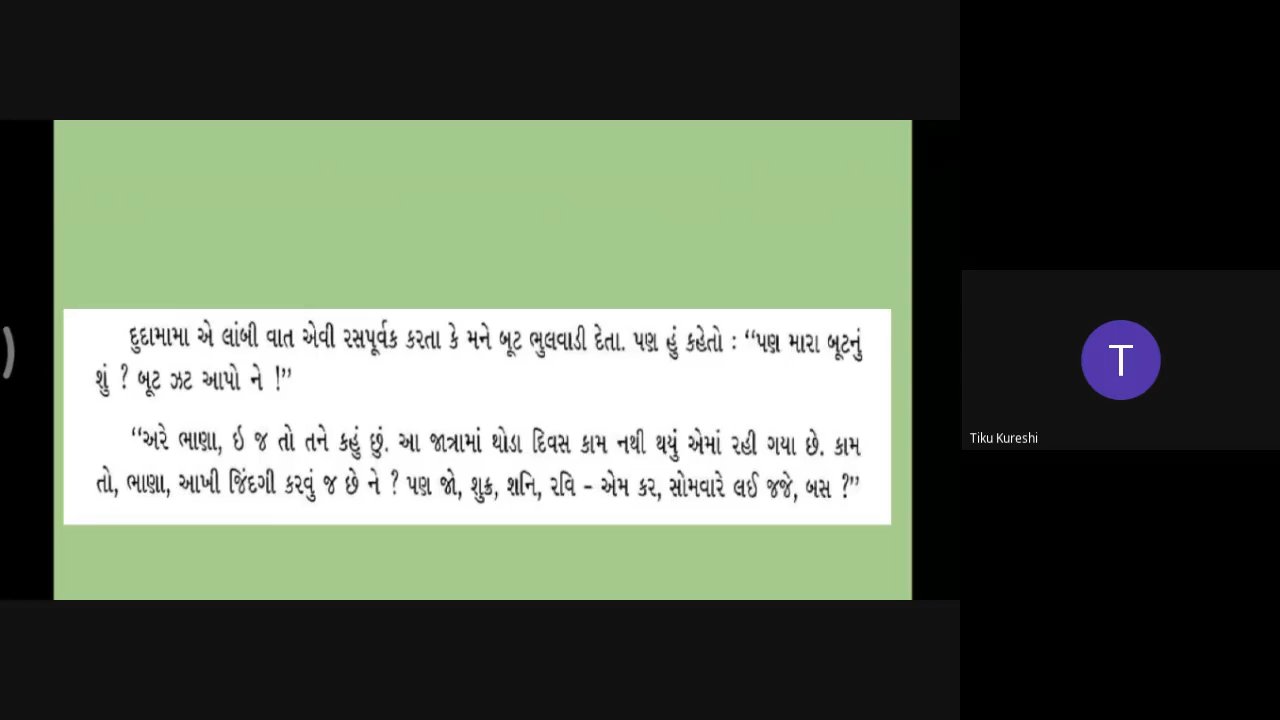 દુદામામા એ લાંબી વાત એવી રસપૂર્વક કરતા કે મને બૂટ ભુલવાડી દેતા. પણ હું કહેતો : “પણ મારા બૂટનું
શું ? બૂટ ઝટ આપો ને !”
“અરે ભાણા, ઇ જ તો તને કહું છું. આ જાત્રામાં થોડા દિવસ કામ નથી થયું એમાં રહી ગયા છે. કામ
તો, ભાણા, આખી જિંદગી કરવું જ છે ને ? પણ જો, શુક્ર, શનિ, રવિ – એમ કર, સોમવારે લઈ જજે, બસ ?”
T
Tiku Kureshi